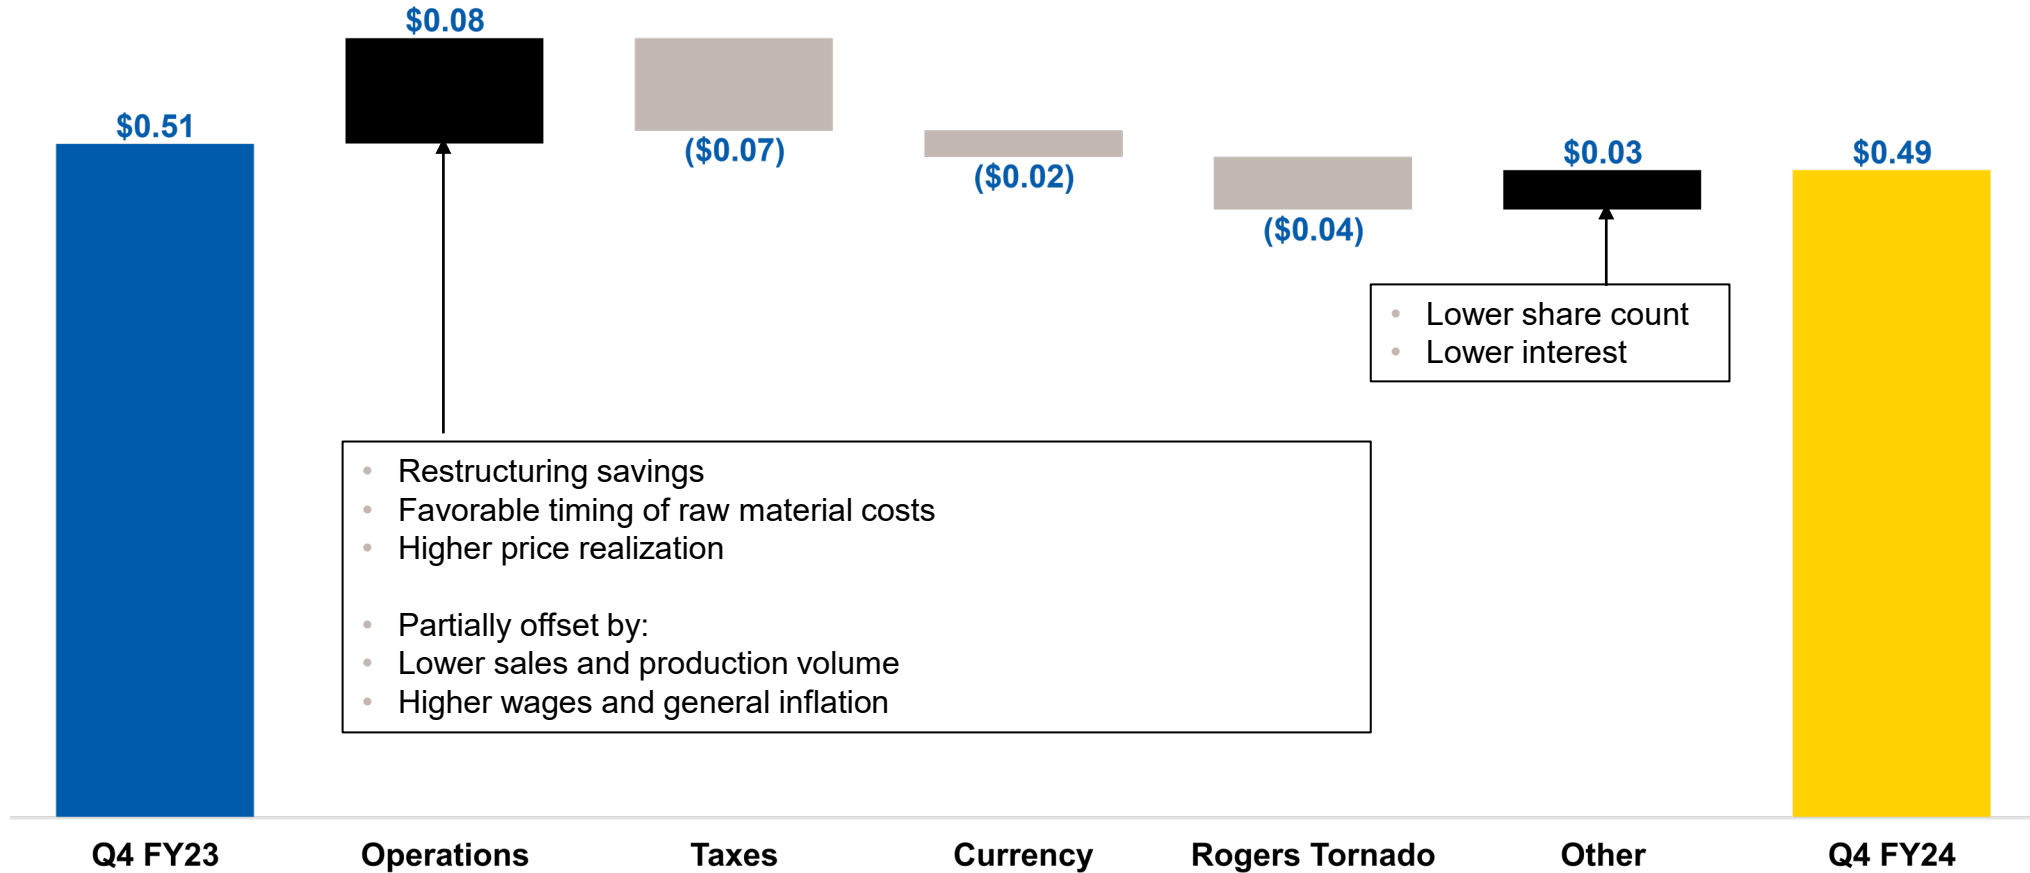 $0.08
$0.51
($0.07)
($0.02)
($0.04)
$0.03
$0.49
• Lower share count
• Lower interest
• Restructuring savings
• Favorable timing of raw material costs
• Higher price realization
• Partially offset by:
• Lower sales and production volume
• Higher wages and general inflation
Q4 FY23 Operations Taxes Currency Rogers Tornado Other Q4 FY24